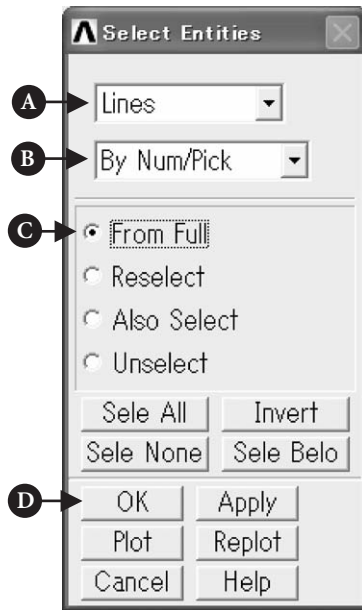 Select Entities
A Lines
B By Num/Pick
C From Full
Reselect
Also Select
Unselect
Sele All Invert
Sele None Sele Belo
D OK Apply
Plot Replot
Cancel Help